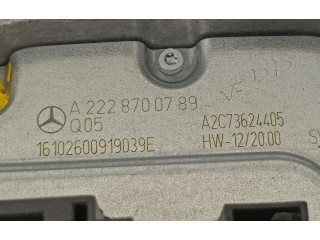 A 222 870 07 89
Q05
A2C73624405
16102600919039E
HW-12/20.00